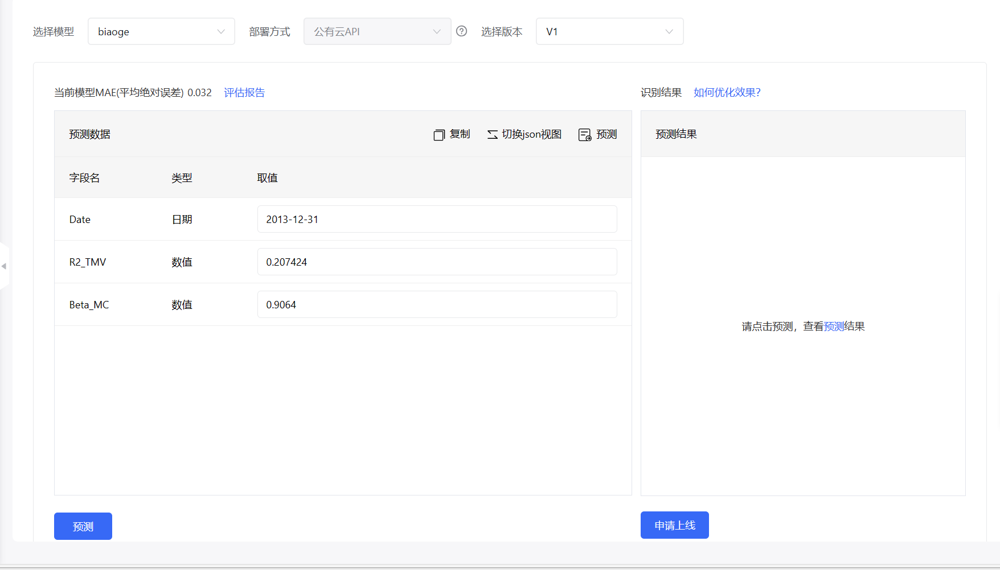 选择模型 biaoge 部署方式 公有云API 选择版本 V1
当前模型MAE(平均绝对误差) 0.032 评估报告
预测数据 复制 切换json视图 预测
字段名 类型 取值
Date 日期 2013-12-31
R2_TMV 数值 0.207424
Beta_MC 数值 0.9064
预测
识别结果 如何优化效果?
预测结果
请点击预测，查看预测结果
申请上线